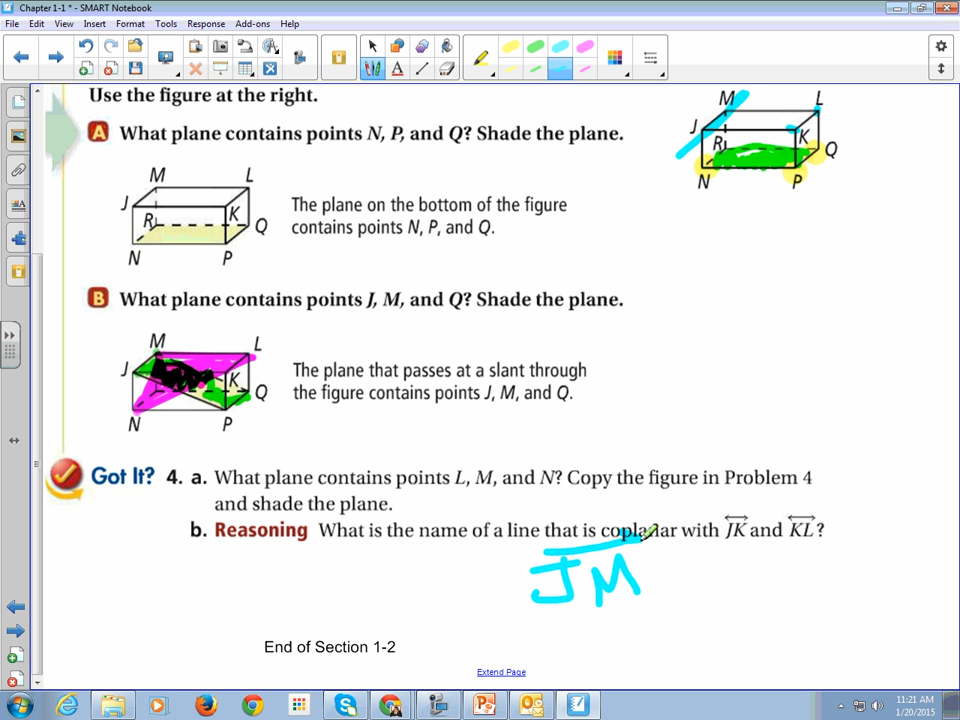 Chapter 1-1 * - SMART Notebook
File Edit View Insert Format Tools Response Add-ons Help
Use the figure at the right.
A What plane contains points N, P, and Q? Shade the plane.
M L
J K
R Q
N P
M L
J K
R Q
N P
The plane on the bottom of the figure
contains points N, P, and Q.
B What plane contains points J, M, and Q? Shade the plane.
M L
J K
Q
N P
The plane that passes at a slant through
the figure contains points J, M, and Q.
Got It? 4. a. What plane contains points L, M, and N? Copy the figure in Problem 4
and shade the plane.
b. Reasoning What is the name of a line that is coplanar with JK and KL?
JM
End of Section 1-2
Extend Page
11:21 AM
1/20/2015